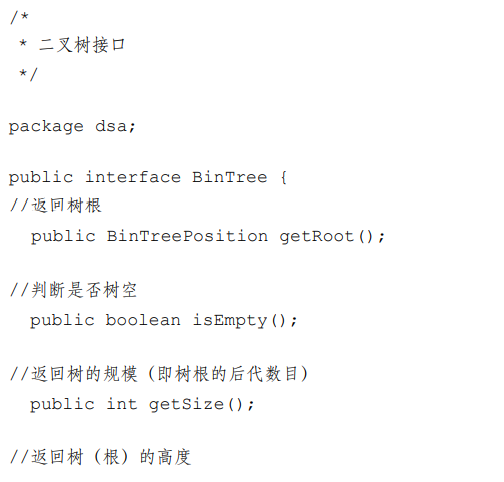 /*
 * 二叉树接口
 */
package dsa;
public interface BinTree {
//返回树根
  public BinTreePosition getRoot();
//判断是否树空
  public boolean isEmpty();
//返回树的规模（即树根的后代数目）
  public int getSize();
//返回树（根）的高度